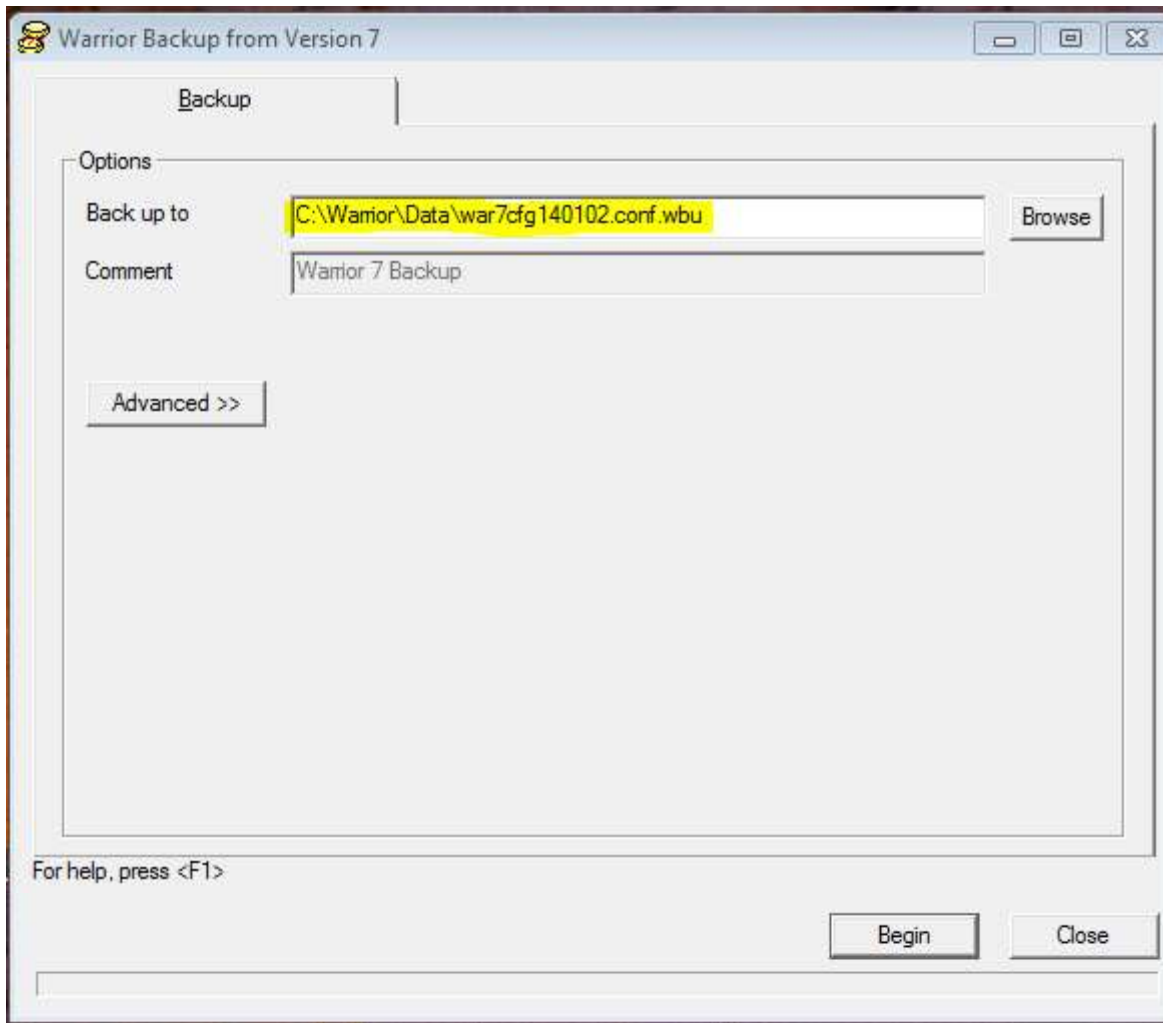 Warrior Backup from Version 7
Backup
Options
Back up to C:\Warrior\Data\war7cfg140102.conf.wbu Browse
Comment Warrior 7 Backup
Advanced >>
For help, press <F1>
Begin Close